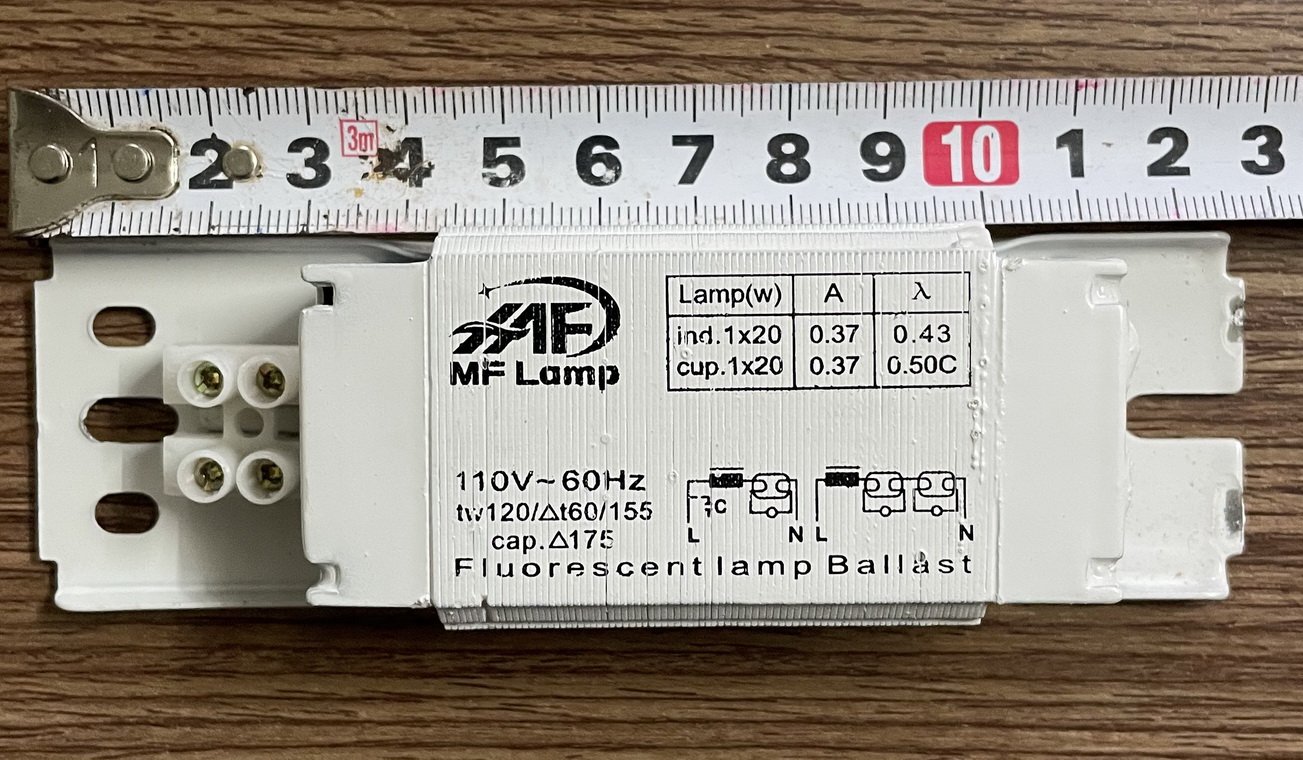 1 2 3 4 5 6 7 8 9 10 1 2 3
3m
MF
MF Lamp
Lamp(w) A λ
ind.1x20 0.37 0.43
cup.1x20 0.37 0.50C
110V~60Hz
tw120/Δt60/155
cap.Δ175
C
L N L N
Fluorescent lamp Ballast